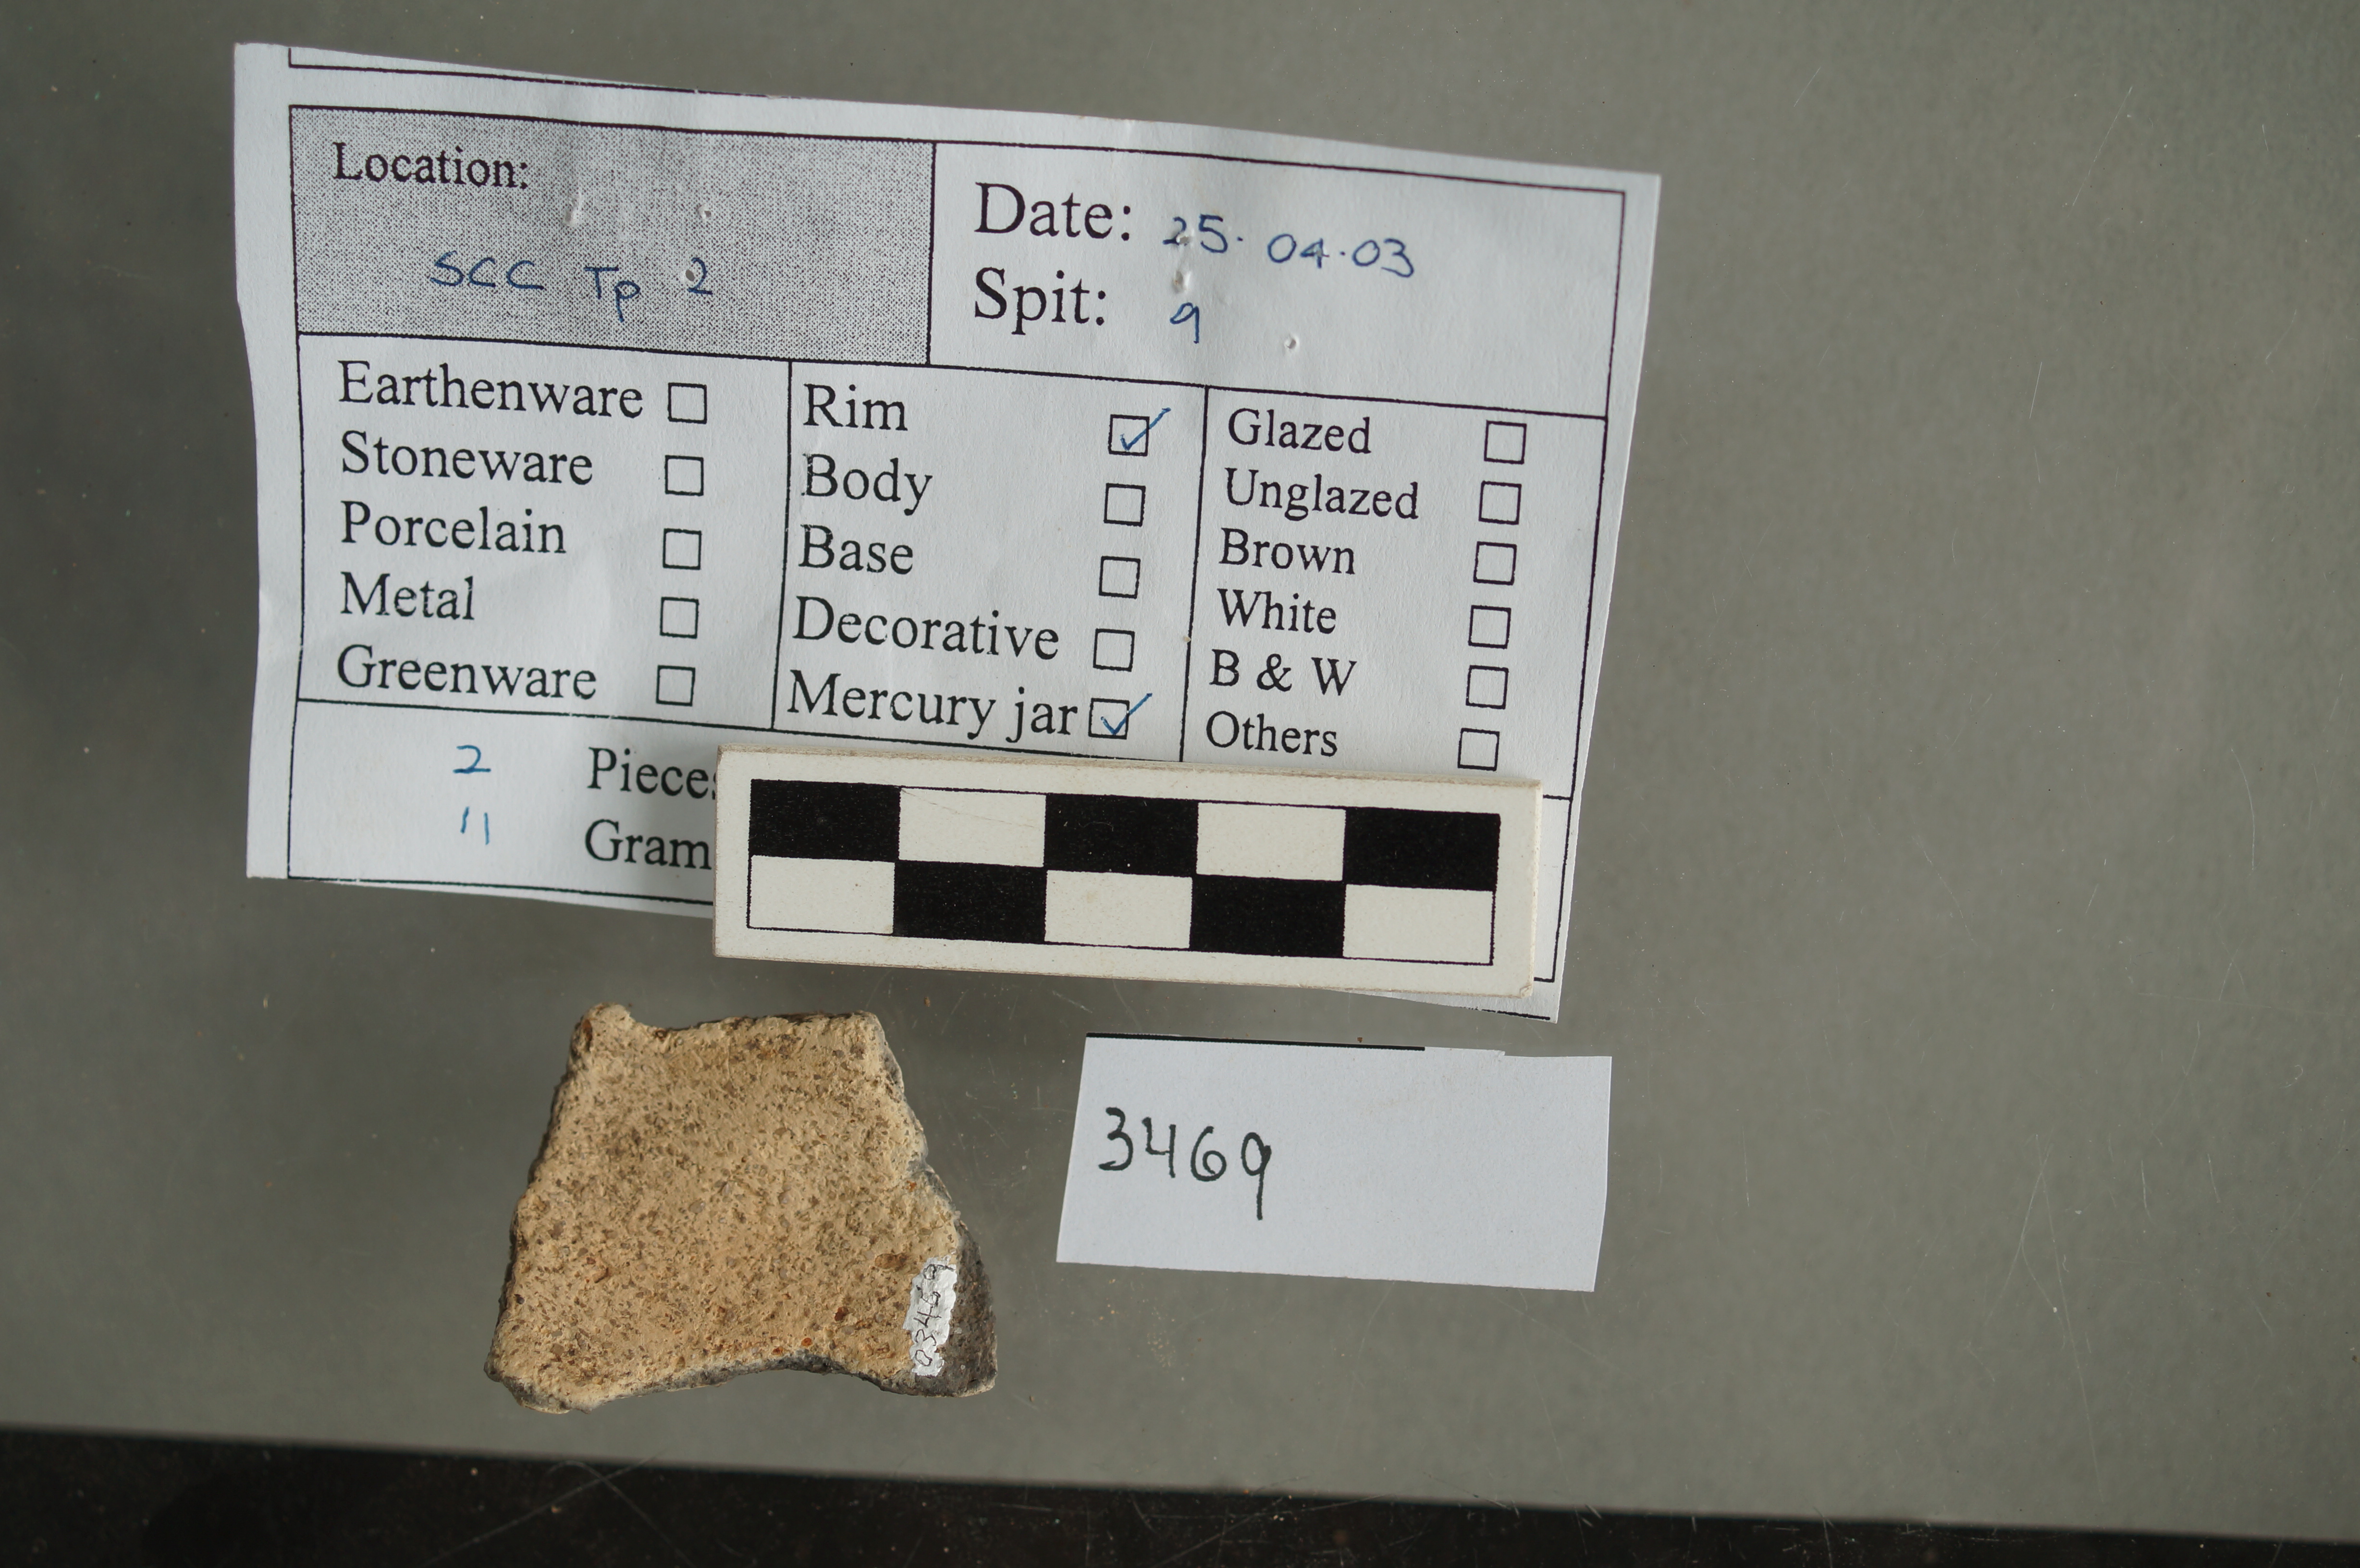 Location:
SCC Tp 2
Date: 25.04.03
Spit: 9
Earthenware
Stoneware
Porcelain
Metal
Greenware
Rim
Body
Base
Decorative
Mercury jar
Glazed
Unglazed
Brown
White
B & W
Others
Pieces 2
Gram 11
3469
03469